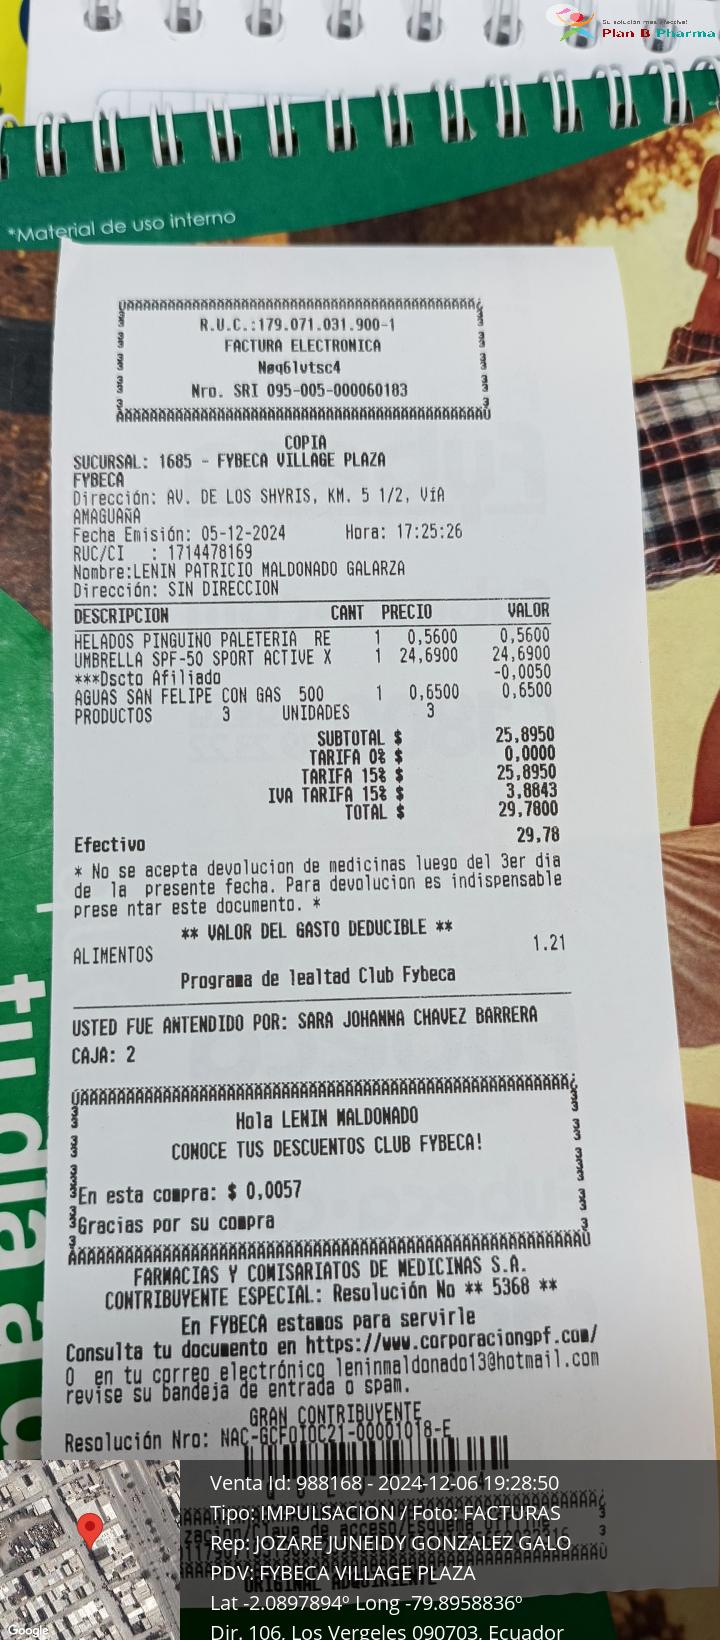 Su solución más efectiva!
Plan B Pharma
*Material de uso interno
R.U.C.:179.071.031.900-1
FACTURA ELECTRONICA
Nøq6lvtsc4
Nro. SRI 095-005-000060183
COPIA
SUCURSAL: 1685 - FYBECA VILLAGE PLAZA
FYBECA
Dirección: AV. DE LOS SHYRIS, KM. 5 1/2, VíA
AMAGUAñA
Fecha Emisión: 05-12-2024 Hora: 17:25:26
RUC/CI : 1714478169
Nombre:LENIN PATRICIO MALDONADO GALARZA
Dirección: SIN DIRECCION
DESCRIPCION CANT PRECIO VALOR
HELADOS PINGUINO PALETERIA RE 1 0,5600 0,5600
UMBRELLA SPF-50 SPORT ACTIVE X 1 24,6900 24,6900
***Dscto Afiliado -0,0050
AGUAS SAN FELIPE CON GAS 500 1 0,6500 0,6500
PRODUCTOS 3 UNIDADES 3
SUBTOTAL $ 25,8950
TARIFA 0% $ 0,0000
TARIFA 15% $ 25,8950
IVA TARIFA 15% $ 3,8843
TOTAL $ 29,7800
Efectivo 29,78
* No se acepta devolucion de medicinas luego del 3er dia
de la presente fecha. Para devolucion es indispensable
prese ntar este documento. *
** VALOR DEL GASTO DEDUCIBLE **
ALIMENTOS 1.21
Programa de lealtad Club Fybeca
USTED FUE ANTENDIDO POR: SARA JOHANNA CHAVEZ BARRERA
CAJA: 2
Hola LENIN MALDONADO
CONOCE TUS DESCUENTOS CLUB FYBECA!
En esta compra: $ 0,0057
Gracias por su compra
FARMACIAS Y COMISARIATOS DE MEDICINAS S.A.
CONTRIBUYENTE ESPECIAL: Resolución No ** 5368 **
En FYBECA estamos para servirle
Consulta tu documento en https://www.corporaciongpf.com/
O en tu correo electrónico leninmaldonado13@hotmail.com
revise su bandeja de entrada o spam.
GRAN CONTRIBUYENTE
Resolución Nro: NAC-GCFOIOC21-00001018-E
tu día a
Venta Id: 988168 - 2024-12-06 19:28:50
Tipo: IMPULSACION / Foto: FACTURAS
Rep: JOZARE JUNEIDY GONZALEZ GALO
PDV: FYBECA VILLAGE PLAZA
Lat -2.0897894º Long -79.8958836º
Dir. 106, Los Vergeles 090703, Ecuador
Google
ORIGINAL ADQUIRIENTE